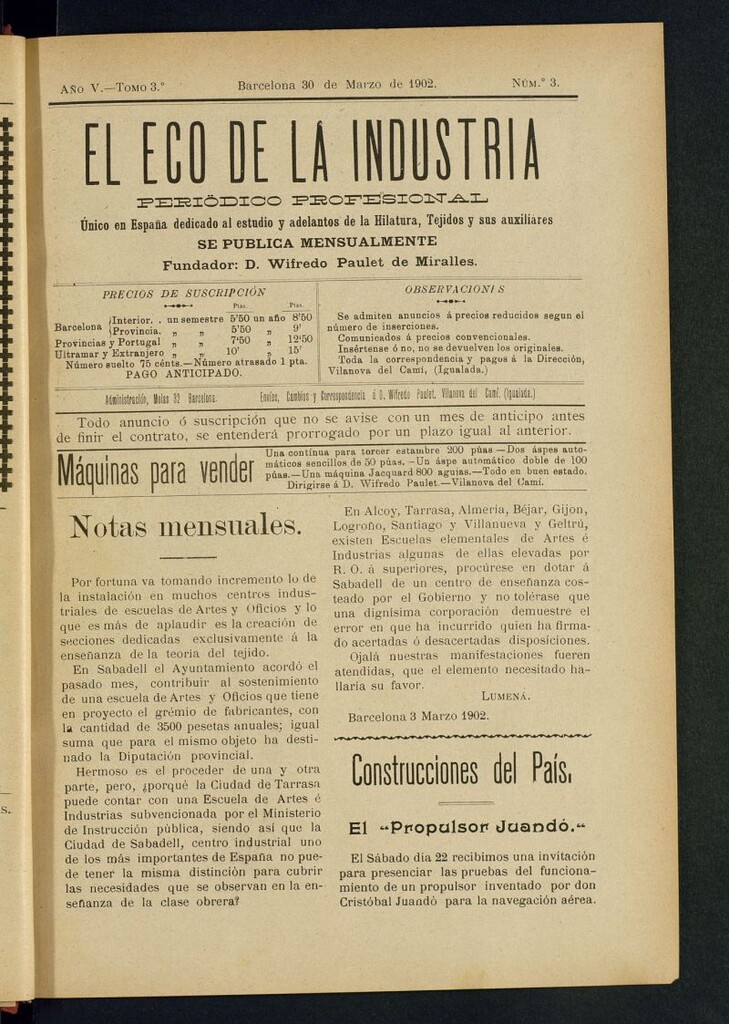 AÑO V.—TOMO 3.º
Barcelona 30 de Marzo de 1902.
NÚM.º 3.
EL ECO DE LA INDUSTRIA
PERIÓDICO PROFESIONAL
Único en España dedicado al estudio y adelantos de la Hilatura, Tejidos y sus auxiliares
SE PUBLICA MENSUALMENTE
Fundador: D. Wifredo Paulet de Miralles.
PRECIOS DE SUSCRIPCIÓN
Ptas. Ptas.
Barcelona (Interior. . un semestre 5'50 un año 8'50
(Provincia. „ „ 5'50 „ 9'
Provincias y Portugal „ „ 7'50 „ 12'50
Ultramar y Extranjero „ „ 10' „ 15'
Número suelto 75 cénts.—Número atrasado 1 pta.
PAGO ANTICIPADO.
OBSERVACIONES
Se admiten anuncios á precios reducidos segun el
número de inserciones.
Comunicados á precios convencionales.
Insértense ó no, no se devuelven los originales.
Toda la correspondencia y pagos á la Dirección,
Vilanova del Camí, (Igualada.)
Administración, Molas 32 Barcelona. Envíos, Cambios y Correspondencia á D. Wifredo Paulet. Vilanova del Camí. (Igualada.)
Todo anuncio ó suscripción que no se avise con un mes de anticipo antes
de finir el contrato, se entenderá prorrogado por un plazo igual al anterior.
Máquinas para vender
Una contínua para torcer estambre 200 púas—Dos áspes auto-
máticos sencillos de 50 púas.—Un áspe automático doble de 100
púas.—Una máquina Jacquard 800 agujas.—Todo en buen estado.
Dirigirse á D. Wifredo Paulet.—Vilanova del Camí.
Notas mensuales.
Por fortuna va tomando incremento lo de
la instalación en muchos centros indus-
triales de escuelas de Artes y Oficios y lo
que es más de aplaudir es la creación de
secciones dedicadas exclusivamente á la
enseñanza de la teoria del tejido.
En Sabadell el Ayuntamiento acordó el
pasado mes, contribuir al sostenimiento
de una escuela de Artes y Oficios que tiene
en proyecto el grémio de fabricantes, con
la cantidad de 3500 pesetas anuales; igual
suma que para el mismo objeto ha desti-
nado la Diputación provincial.
Hermoso es el proceder de una y otra
parte, pero, ¿porqué la Ciudad de Tarrasa
puede contar con una Escuela de Artes é
Industrias subvencionada por el Ministerio
de Instrucción pública, siendo así que la
Ciudad de Sabadell, centro industrial uno
de los más importantes de España no pue-
de tener la misma distinción para cubrir
las necesidades que se observan en la en-
señanza de la clase obrera?
En Alcoy, Tarrasa, Almería, Béjar, Gijon,
Logroño, Santiago y Villanueva y Geltrú,
existen Escuelas elementales de Artes é
Industrias algunas de ellas elevadas por
R. O. á superiores, procúrese en dotar á
Sabadell de un centro de enseñanza cos-
teado por el Gobierno y no tolérase que
una dignísima corporación demuestre el
error en que ha incurrido quien ha firma-
do acertadas ó desacertadas disposiciones.
Ojalá nuestras manifestaciones fueren
atendidas, que el elemento necesitado ha-
llaría su favor.
LUMENÁ.
Barcelona 3 Marzo 1902.
Construcciones del País.
El “Propulsor Juandó.“
El Sábado dia 22 recibimos una invitación
para presenciar las pruebas del funciona-
miento de un propulsor inventado por don
Cristóbal Juandò para la navegación aérea.
s.